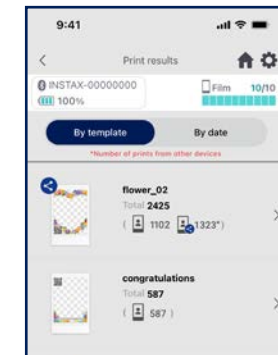 9:41
Print results
INSTAX-00000000
100%
Film 10/10
By template
By date
*Number of prints from other devices
flower_02
Total 2425
( 1102 1323*)
congratulations
Total 587
( 587 )